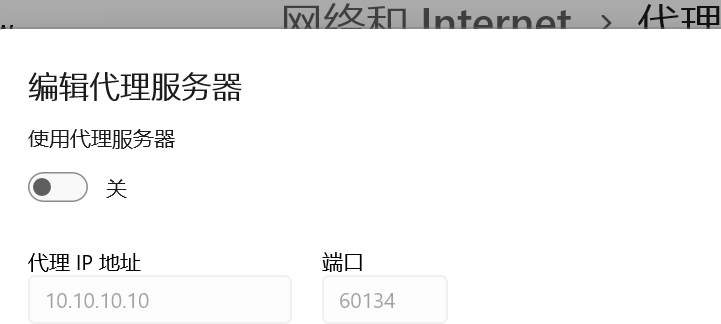 网络和 Internet > 代理
编辑代理服务器
使用代理服务器
关
代理 IP 地址 端口
10.10.10.10 60134